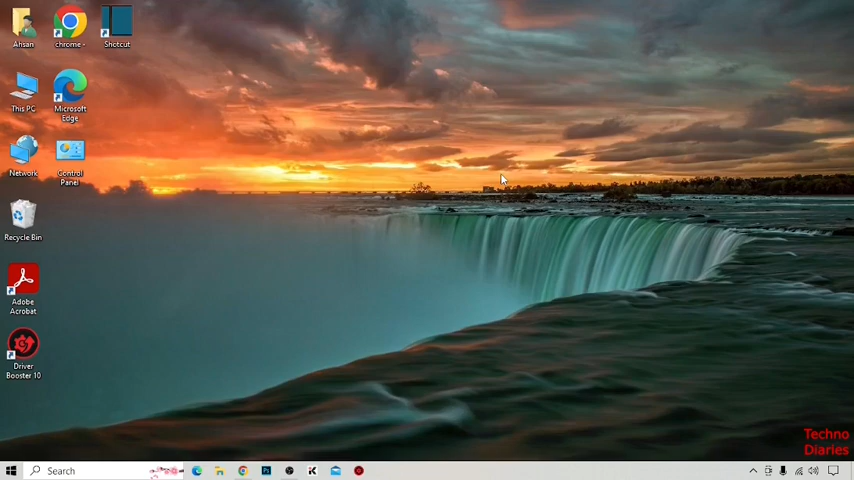 Ahsan
chrome -
Shotcut
This PC
Microsoft
Edge
Network
Control
Panel
Recycle Bin
Adobe
Acrobat
Driver
Booster 10
Techno
Diaries
Search